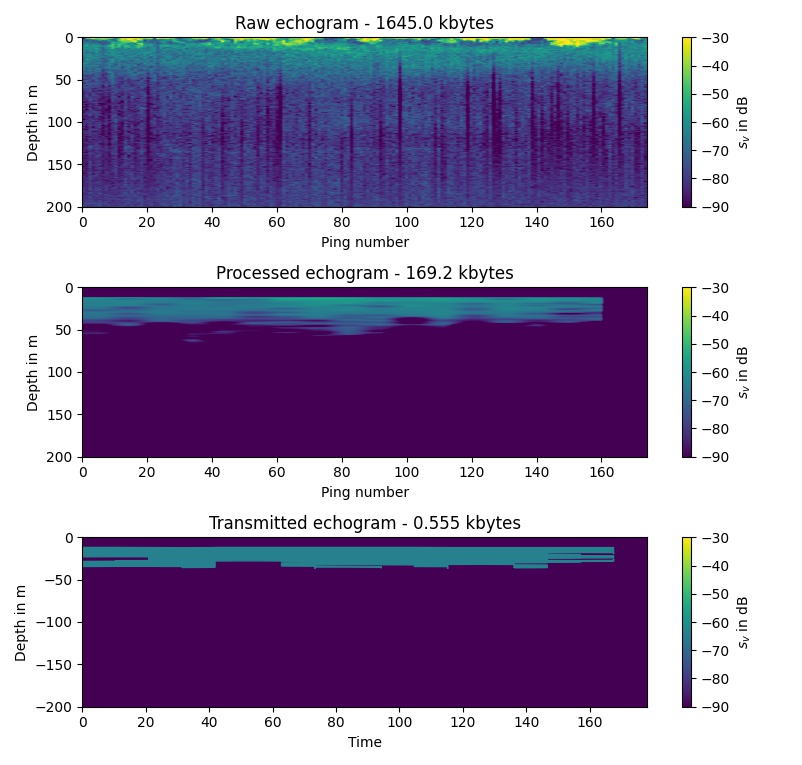 Raw echogram - 1645.0 kbytes
0
50
100
150
200
Depth in m
0 20 40 60 80 100 120 140 160
Ping number
−30
−40
−50
−60
−70
−80
−90
sᵥ in dB
Processed echogram - 169.2 kbytes
0
50
100
150
200
Depth in m
0 20 40 60 80 100 120 140 160
Ping number
−30
−40
−50
−60
−70
−80
−90
sᵥ in dB
Transmitted echogram - 0.555 kbytes
0
−50
−100
−150
−200
Depth in m
0 20 40 60 80 100 120 140 160
Time
−30
−40
−50
−60
−70
−80
−90
sᵥ in dB